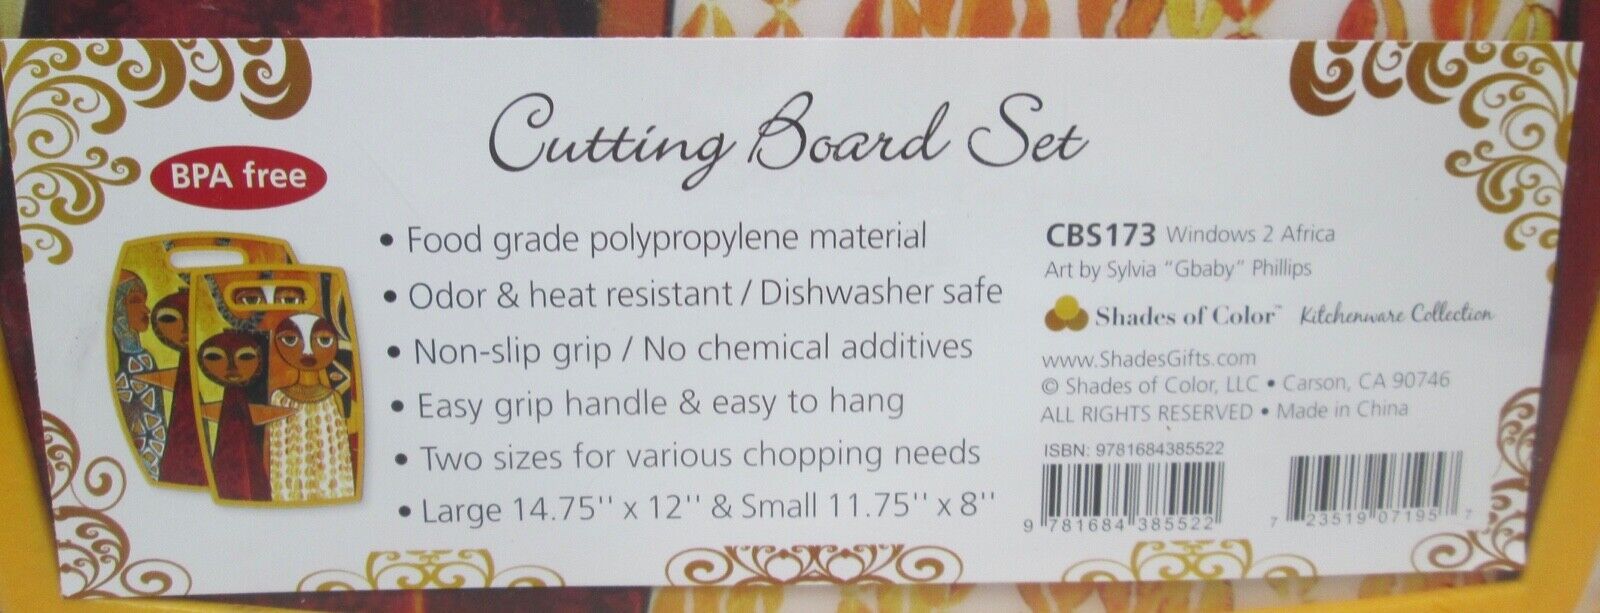 Cutting Board Set
BPA free
• Food grade polypropylene material
• Odor & heat resistant / Dishwasher safe
• Non-slip grip / No chemical additives
• Easy grip handle & easy to hang
• Two sizes for various chopping needs
• Large 14.75'' x 12'' & Small 11.75'' x 8''
CBS173 Windows 2 Africa
Art by Sylvia "Gbaby" Phillips
Shades of Color™ Kitchenware Collection
www.ShadesGifts.com
© Shades of Color, LLC • Carson, CA 90746
ALL RIGHTS RESERVED • Made in China
ISBN: 9781684385522
9 781684 385522
7 23519 07195 7